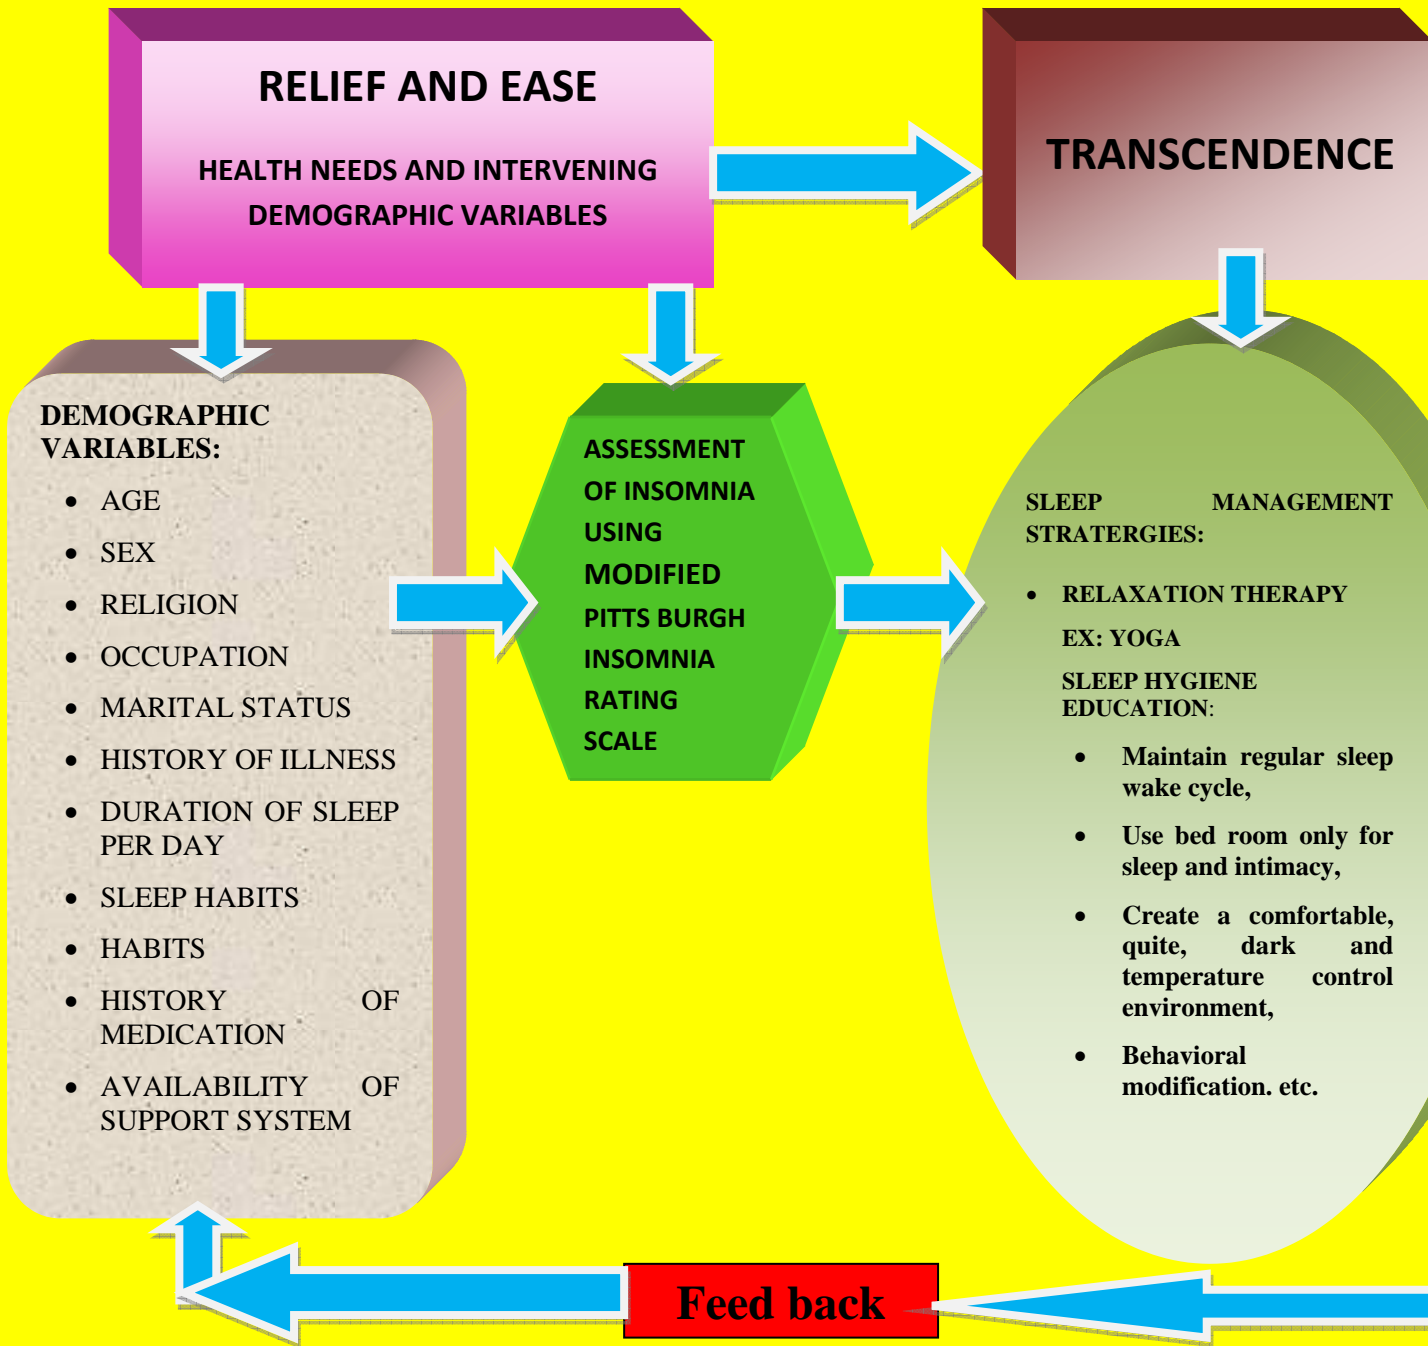 RELIEF AND EASE
HEALTH NEEDS AND INTERVENING
DEMOGRAPHIC VARIABLES
TRANSCENDENCE
DEMOGRAPHIC
VARIABLES:
• AGE
• SEX
• RELIGION
• OCCUPATION
• MARITAL STATUS
• HISTORY OF ILLNESS
• DURATION OF SLEEP
PER DAY
• SLEEP HABITS
• HABITS
• HISTORY OF
MEDICATION
• AVAILABILITY OF
SUPPORT SYSTEM
ASSESSMENT
OF INSOMNIA
USING
MODIFIED
PITTS BURGH
INSOMNIA
RATING
SCALE
SLEEP MANAGEMENT
STRATERGIES:
• RELAXATION THERAPY
EX: YOGA
SLEEP HYGIENE
EDUCATION:
• Maintain regular sleep
wake cycle,
• Use bed room only for
sleep and intimacy,
• Create a comfortable,
quite, dark and
temperature control
environment,
• Behavioral
modification. etc.
Feed back